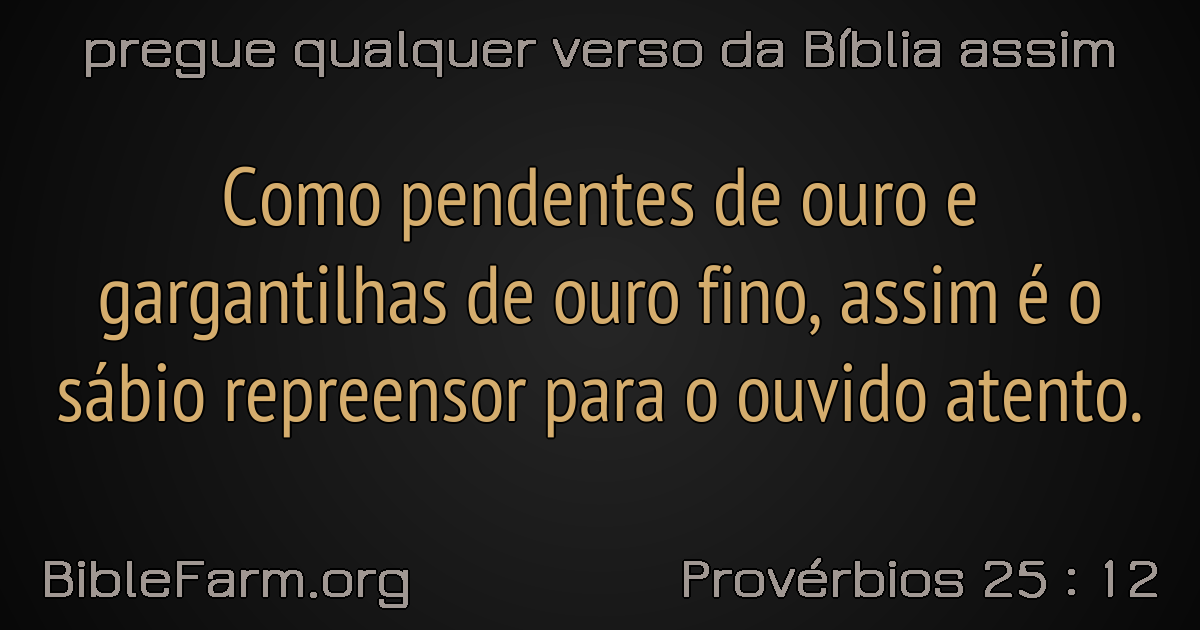 pregue qualquer verso da Bíblia assim
Como pendentes de ouro e
gargantilhas de ouro fino, assim é o
sábio repreensor para o ouvido atento.
BibleFarm.org
Provérbios 25 : 12